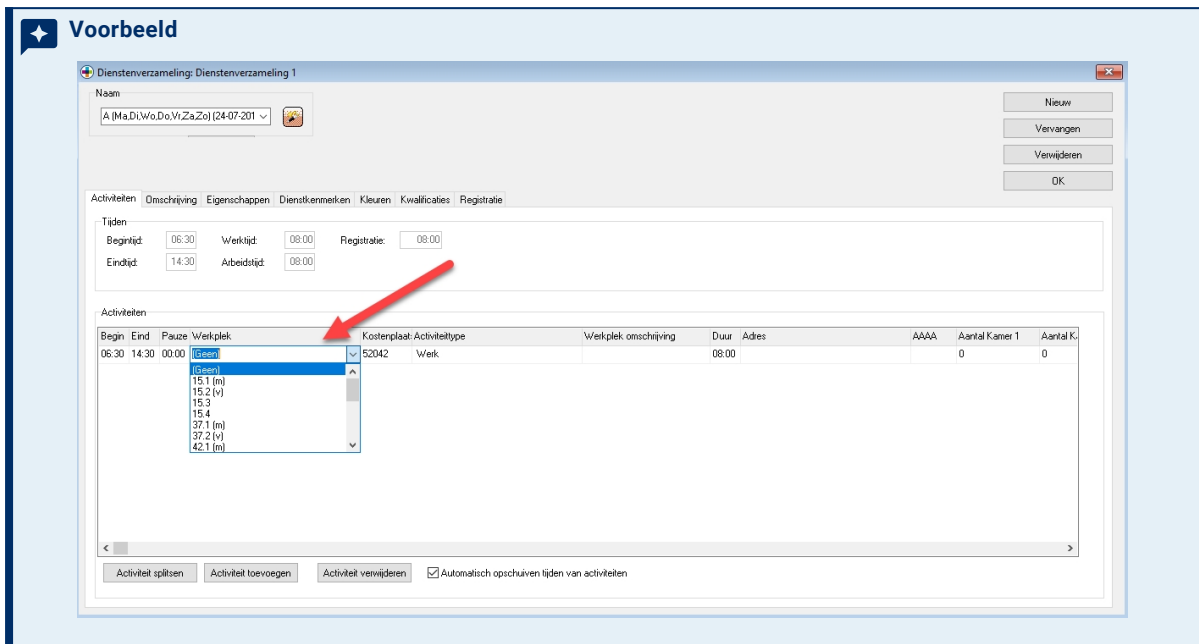 Voorbeeld
Dienstenverzameling: Dienstenverzameling 1
Naam
A (Ma,Di,Wo,Do,Vr,Za,Zo) (24-07-201
Nieuw
Vervangen
Verwijderen
OK
Activiteiten Omschrijving Eigenschappen Dienstkenmerken Kleuren Kwalificaties Registratie
Tijden
Begintijd: 06:30 Werktijd: 08:00 Registratie: 08:00
Eindtijd: 14:30 Arbeidstijd: 08:00
Activiteiten
Begin Eind Pauze Werkplek Kostenplaat: Activiteittype Werkplek omschrijving Duur Adres AAAA Aantal Kamer 1 Aantal K.
06:30 14:30 00:00 (Geen) 52042 Werk 08:00 0 0
(Geen)
15.1 (m)
15.2 (v)
15.3
15.4
37.1 (m)
37.2 (v)
42.1 (m)
Activiteit splitsen Activiteit toevoegen Activiteit verwijderen Automatisch opschuiven tijden van activiteiten